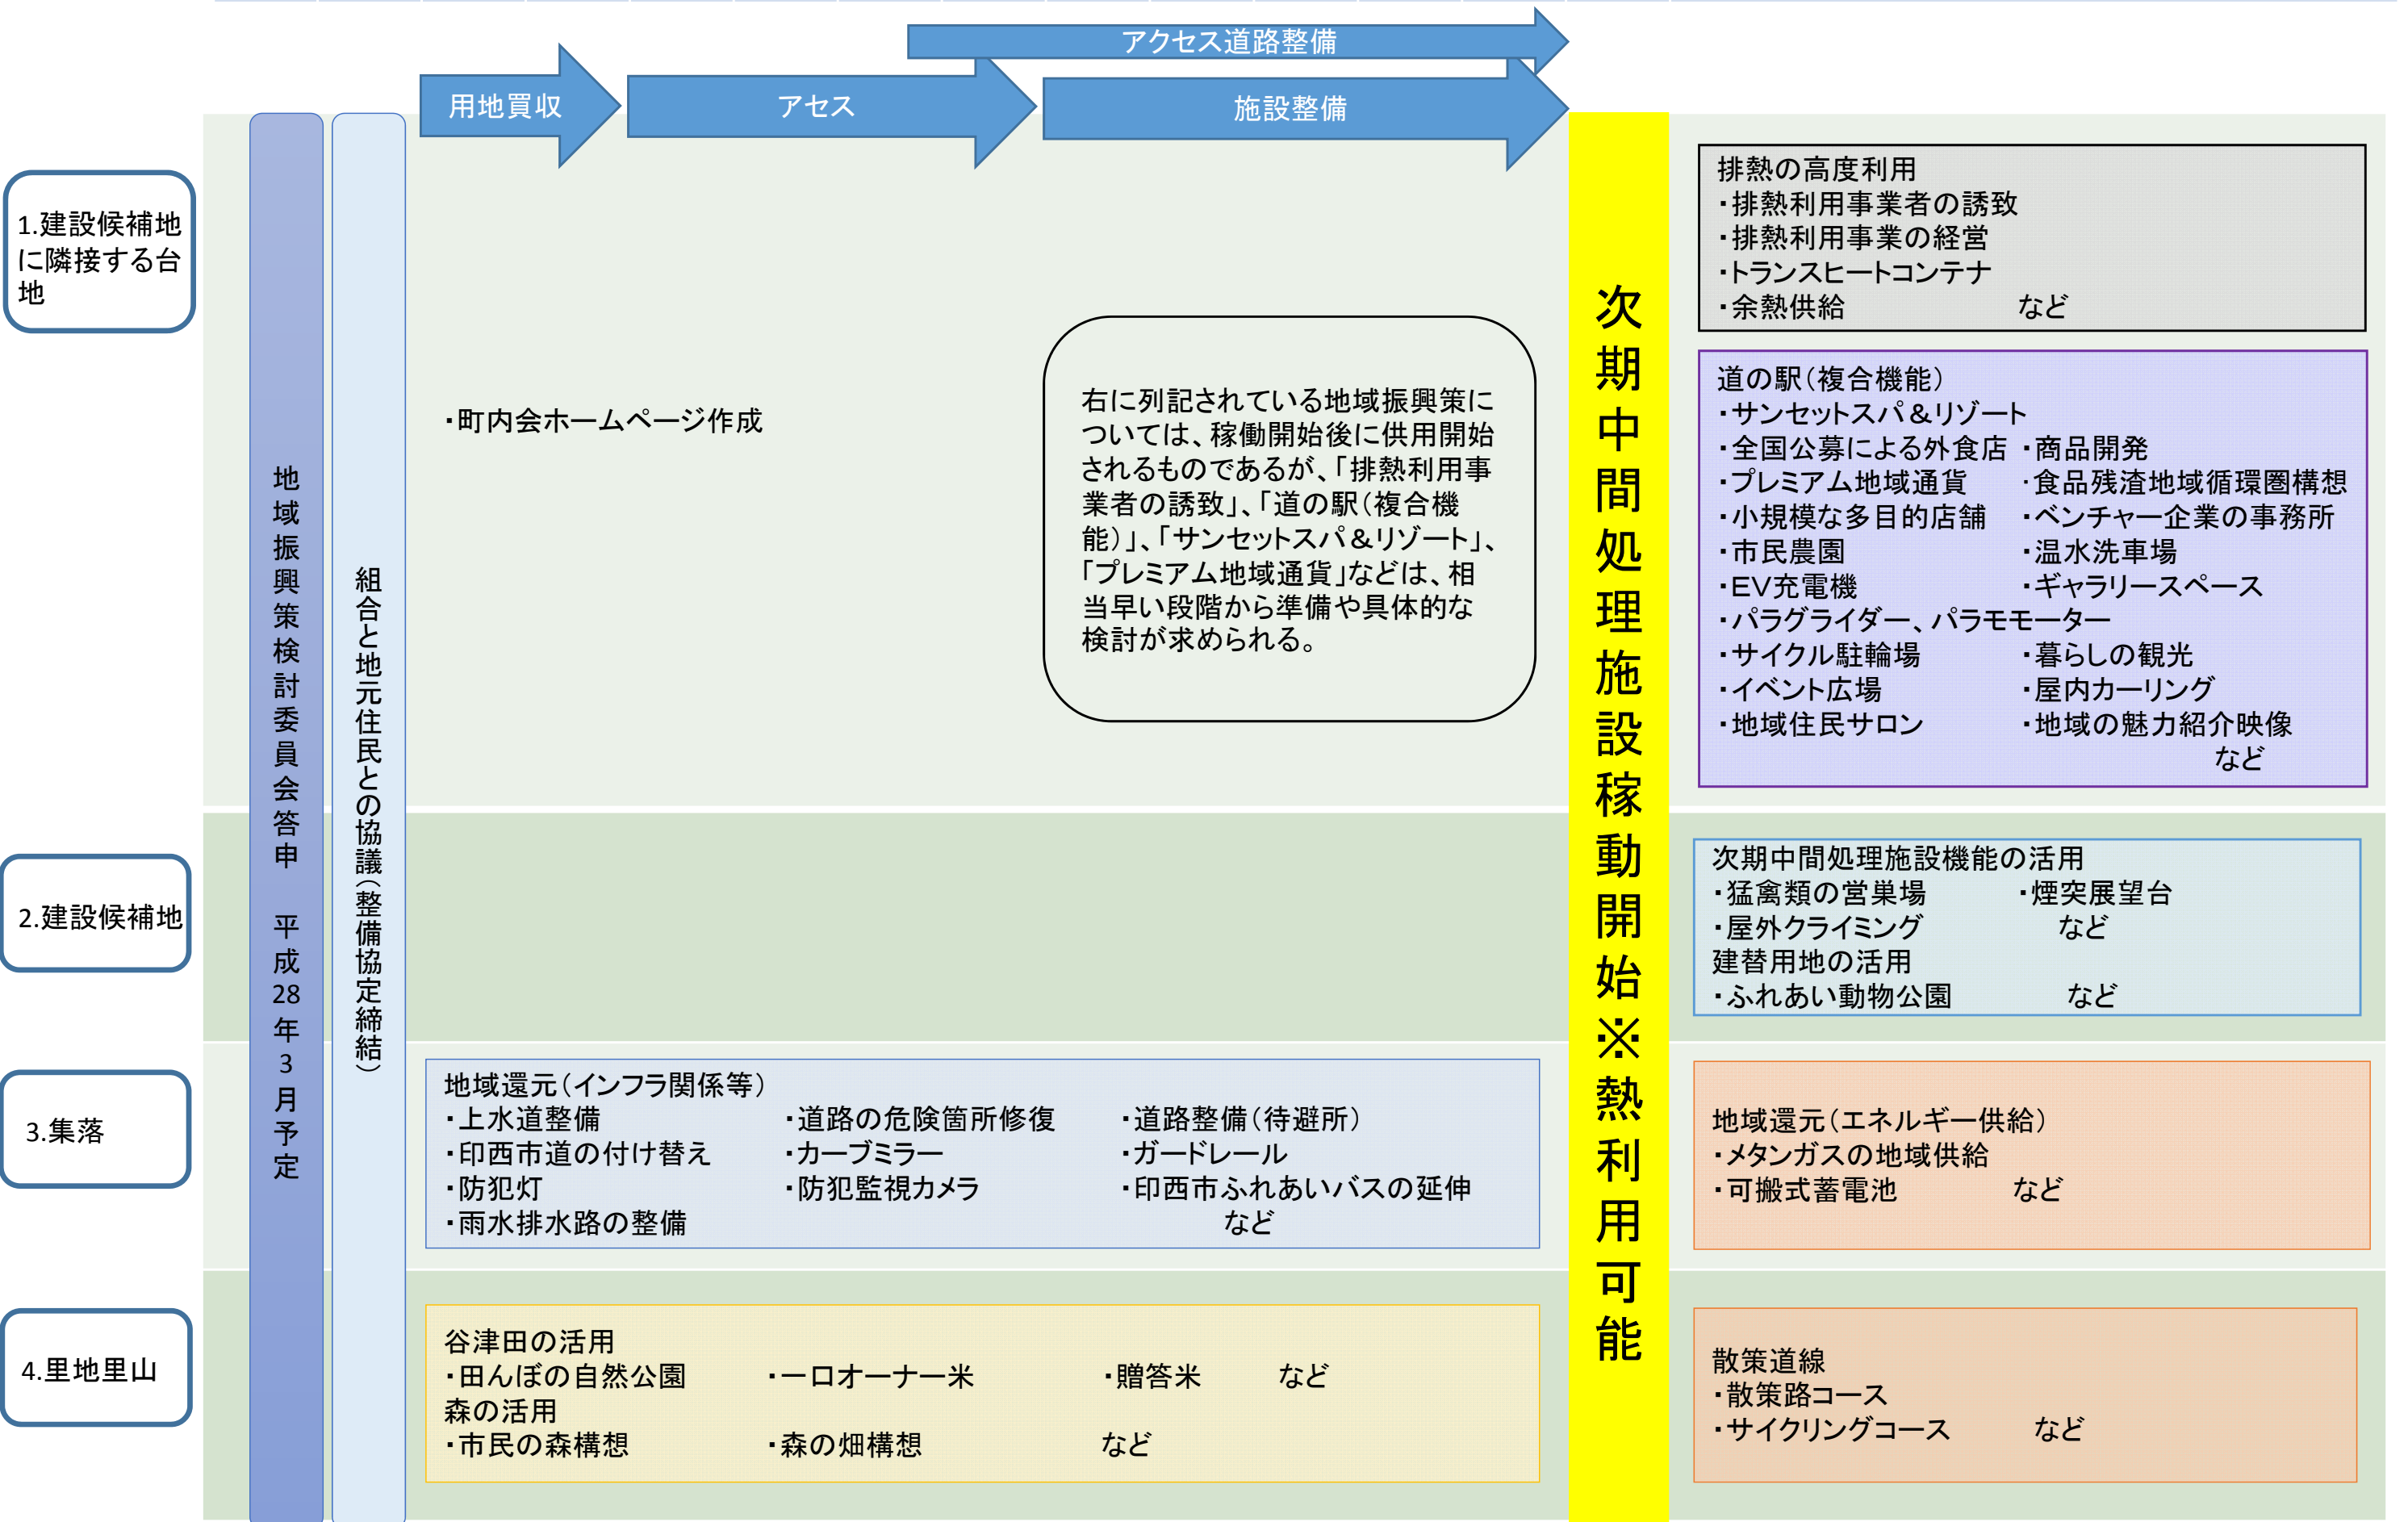 アクセス道路整備
用地買収
アセス
施設整備
地域振興策検討委員会答申 平成28年3月予定
組合と地元住民との協議(整備協定締結)
次期中間処理施設稼動開始※熱利用可能
1.建設候補地
に隣接する台
地
・町内会ホームページ作成
右に列記されている地域振興策に
ついては、稼働開始後に供用開始
されるものであるが、「排熱利用事
業者の誘致」、「道の駅(複合機
能)」、「サンセットスパ&リゾート」、
「プレミアム地域通貨」などは、相
当早い段階から準備や具体的な
検討が求められる。
排熱の高度利用
・排熱利用事業者の誘致
・排熱利用事業の経営
・トランスヒートコンテナ
・余熱供給 など
道の駅(複合機能)
・サンセットスパ&リゾート
・全国公募による外食店 ・商品開発
・プレミアム地域通貨 ・食品残渣地域循環圏構想
・小規模な多目的店舗 ・ベンチャー企業の事務所
・市民農園 ・温水洗車場
・EV充電機 ・ギャラリースペース
・パラグライダー、パラモモーター
・サイクル駐輪場 ・暮らしの観光
・イベント広場 ・屋内カーリング
・地域住民サロン ・地域の魅力紹介映像
など
2.建設候補地
次期中間処理施設機能の活用
・猛禽類の営巣場 ・煙突展望台
・屋外クライミング など
建替用地の活用
・ふれあい動物公園 など
3.集落
地域還元(インフラ関係等)
・上水道整備 ・道路の危険箇所修復 ・道路整備(待避所)
・印西市道の付け替え ・カーブミラー ・ガードレール
・防犯灯 ・防犯監視カメラ ・印西市ふれあいバスの延伸
・雨水排水路の整備 など
地域還元(エネルギー供給)
・メタンガスの地域供給
・可搬式蓄電池 など
4.里地里山
谷津田の活用
・田んぼの自然公園 ・一口オーナー米 ・贈答米 など
森の活用
・市民の森構想 ・森の畑構想 など
散策道線
・散策路コース
・サイクリングコース など